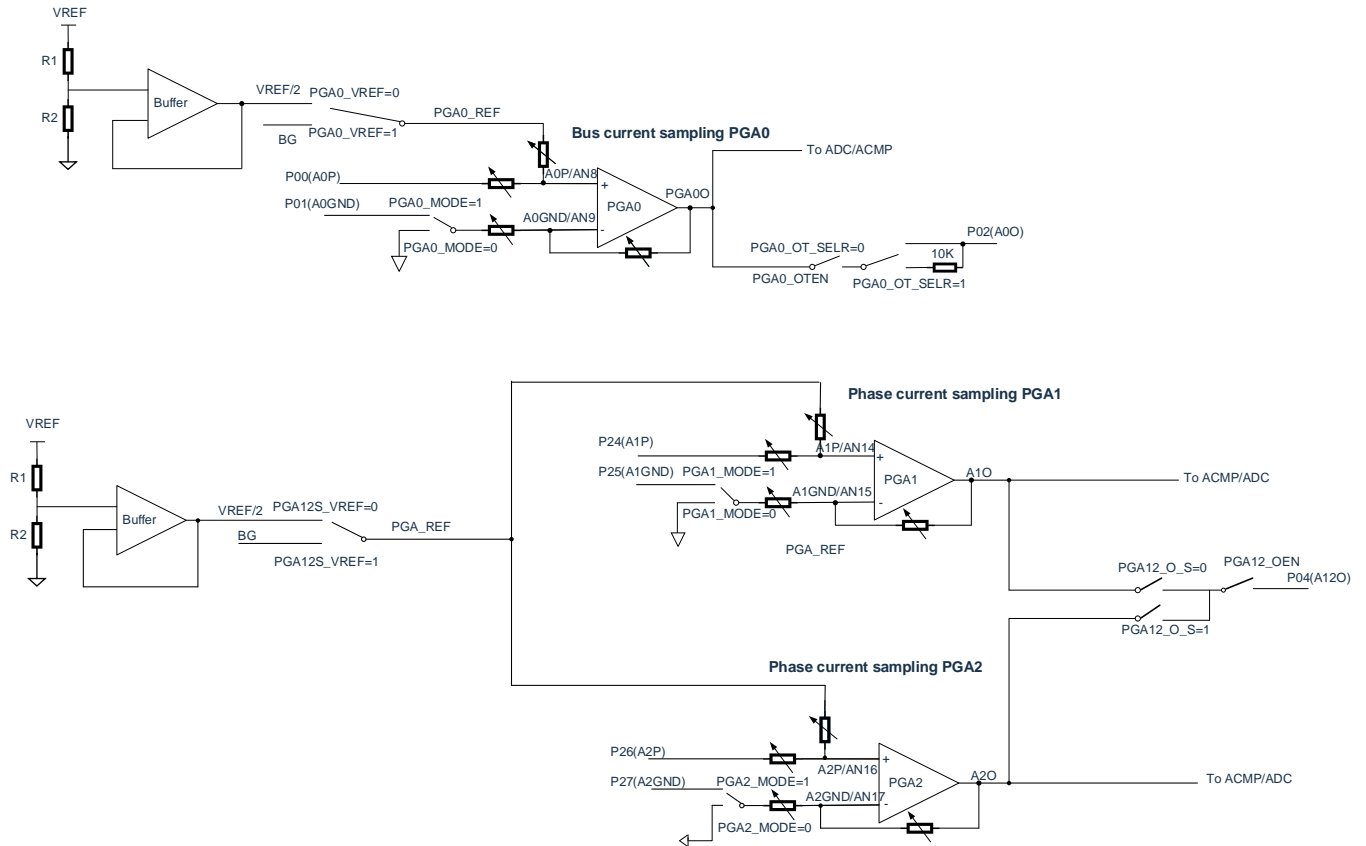 VREF
R1
R2
Buffer
VREF/2
PGA0_VREF=0
BG
PGA0_VREF=1
PGA0_REF
Bus current sampling PGA0
To ADC/ACMP
P00(A0P)
A0P/AN8
+
P01(A0GND)
PGA0_MODE=1
A0GND/AN9
-
PGA0
PGA0O
PGA0_MODE=0
PGA0_OT_SELR=0
P02(A0O)
10K
PGA0_OTEN
PGA0_OT_SELR=1
VREF
R1
R2
Buffer
VREF/2
PGA12S_VREF=0
BG
PGA12S_VREF=1
PGA_REF
Phase current sampling PGA1
P24(A1P)
A1P/AN14
+
P25(A1GND)
PGA1_MODE=1
A1GND/AN15
-
PGA1
A1O
To ACMP/ADC
PGA1_MODE=0
PGA_REF
PGA12_O_S=0
PGA12_OEN
P04(A12O)
PGA12_O_S=1
Phase current sampling PGA2
P26(A2P)
A2P/AN16
+
P27(A2GND)
PGA2_MODE=1
A2GND/AN17
-
PGA2
A2O
To ACMP/ADC
PGA2_MODE=0